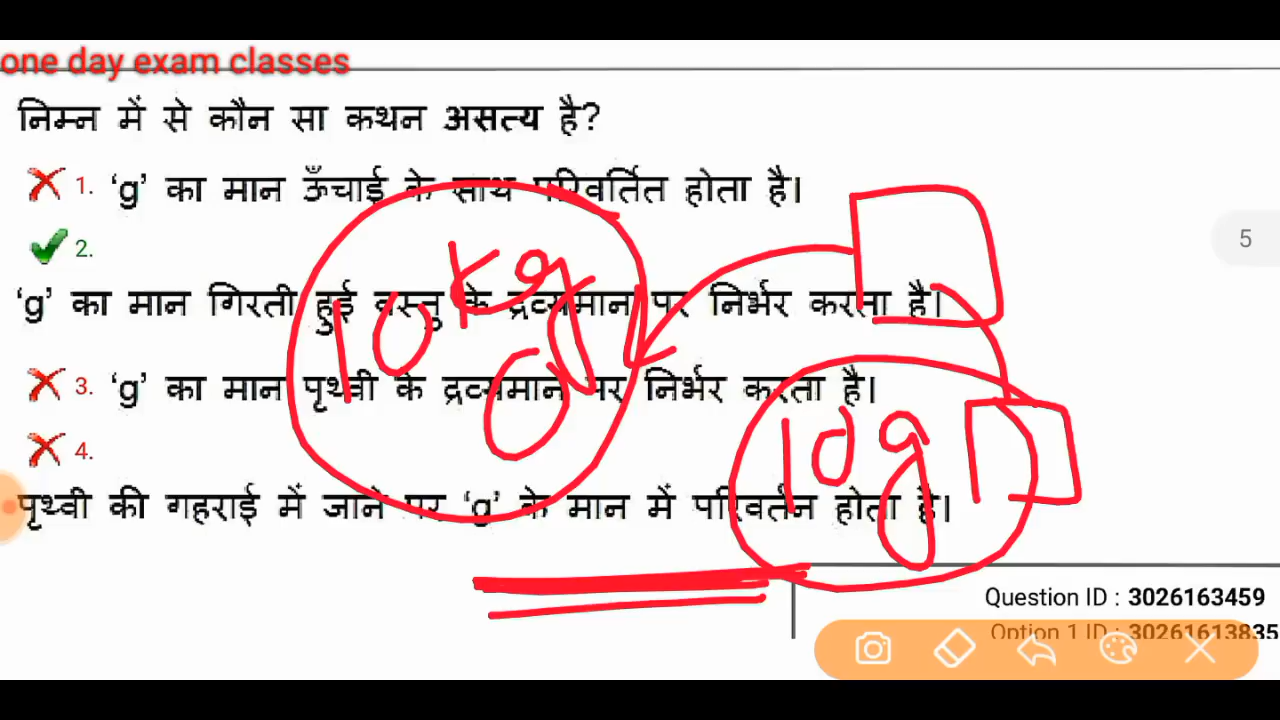 one day exam classes
निम्न में से कौन सा कथन असत्य है?
1. ‘g’ का मान ऊँचाई के साथ परिवर्तित होता है।
2.
‘g’ का मान गिरती हुई वस्तु के द्रव्यमान पर निर्भर करता है।
3. ‘g’ का मान पृथ्वी के द्रव्यमान पर निर्भर करता है।
4.
पृथ्वी की गहराई में जाने पर ‘g’ के मान में परिवर्तन होता है।
10 kg
10g
5
Question ID : 3026163459
Option 1 ID : 30261613835